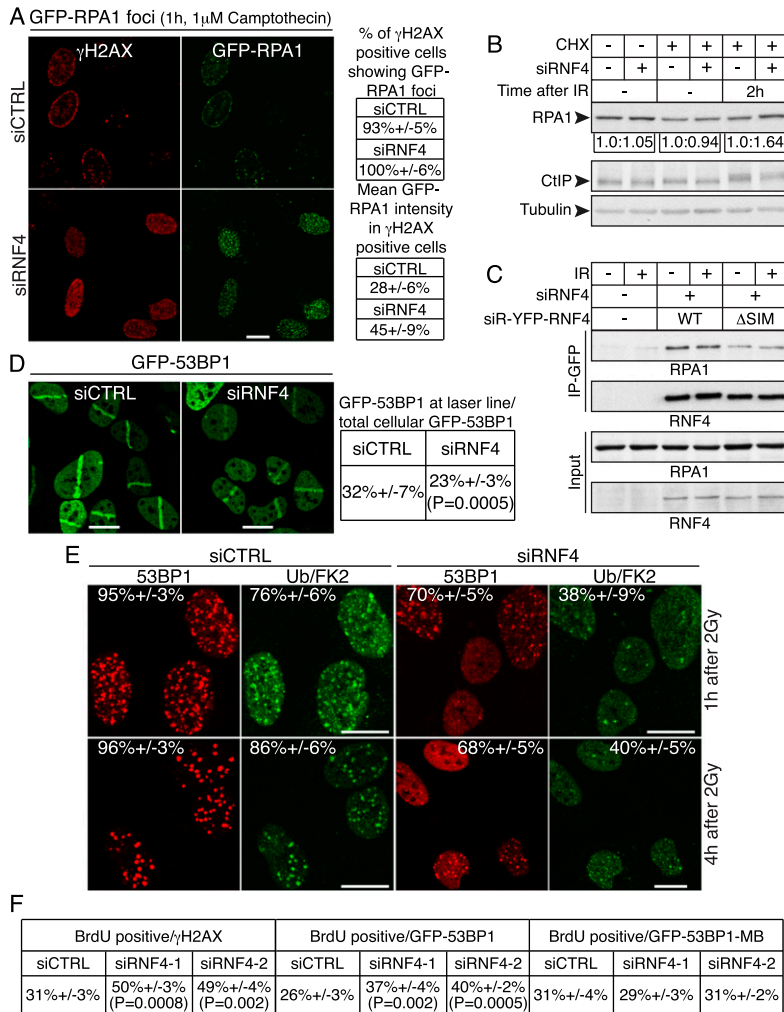 A GFP-RPA1 foci (1h, 1μM Camptothecin)
γH2AX GFP-RPA1
siCTRL
siRNF4
% of γH2AX
positive cells
showing GFP-
RPA1 foci
siCTRL
93%+/-5%
siRNF4
100%+/-6%
Mean GFP-
RPA1 intensity
in γH2AX
positive cells
siCTRL
28+/-6%
siRNF4
45+/-9%
B
CHX - - + + + +
siRNF4 - + - + - +
Time after IR - - 2h
RPA1
1.0:1.05 1.0:0.94 1.0:1.64
CtIP
Tubulin
C
IR - + - + - +
siRNF4 - + +
siR-YFP-RNF4 - WT ΔSIM
IP-GFP
RPA1
RNF4
Input
RPA1
RNF4
D GFP-53BP1
siCTRL siRNF4
GFP-53BP1 at laser line/
total cellular GFP-53BP1
siCTRL siRNF4
32%+/-7% 23%+/-3%
(P=0.0005)
E siCTRL siRNF4
53BP1 Ub/FK2 53BP1 Ub/FK2
95%+/-3% 76%+/-6% 70%+/-5% 38%+/-9%
1h after 2Gy
96%+/-3% 86%+/-6% 68%+/-5% 40%+/-5%
4h after 2Gy
F
BrdU positive/γH2AX BrdU positive/GFP-53BP1 BrdU positive/GFP-53BP1-MB
siCTRL siRNF4-1 siRNF4-2 siCTRL siRNF4-1 siRNF4-2 siCTRL siRNF4-1 siRNF4-2
31%+/-3% 50%+/-3% 49%+/-4% 26%+/-3% 37%+/-4% 40%+/-2% 31%+/-4% 29%+/-3% 31%+/-2%
(P=0.0008) (P=0.002) (P=0.002) (P=0.0005)